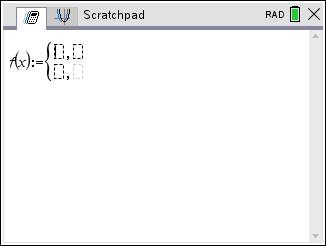 Scratchpad
RAD
f(x):={ , 
 ,